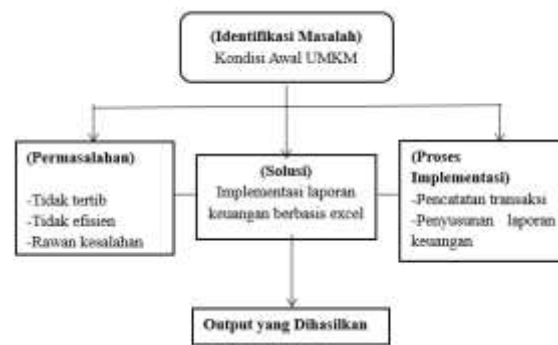 (Identifikasi Masalah)
Kondisi Awal UMKM
(Permasalahan)
-Tidak tertib
-Tidak efisien
-Rawan kesalahan
(Solusi)
Implementasi laporan
keuangan berbasis excel
(Proses
Implementasi)
-Pencatatan transaksi
-Penyusunan laporan
keuangan
Output yang Dihasilkan